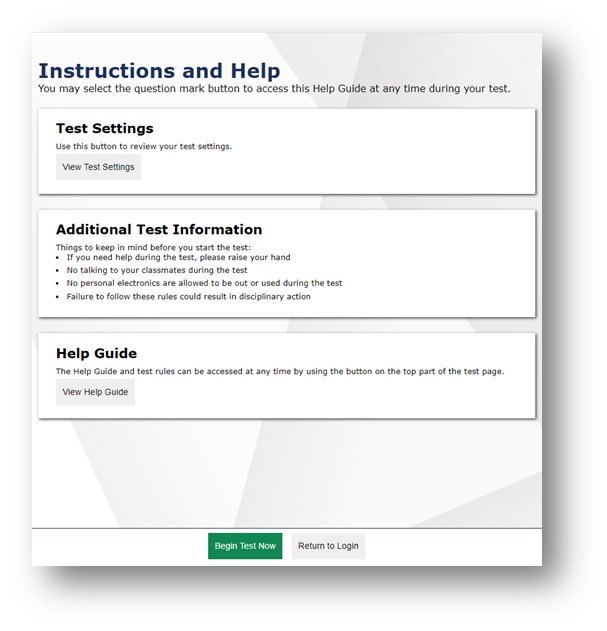 Instructions and Help
You may select the question mark button to access this Help Guide at any time during your test.
Test Settings
Use this button to review your test settings.
View Test Settings
Additional Test Information
Things to keep in mind before you start the test:
• If you need help during the test, please raise your hand
• No talking to your classmates during the test
• No personal electronics are allowed to be out or used during the test
• Failure to follow these rules could result in disciplinary action
Help Guide
The Help Guide and test rules can be accessed at any time by using the button on the top part of the test page.
View Help Guide
Begin Test Now
Return to Login